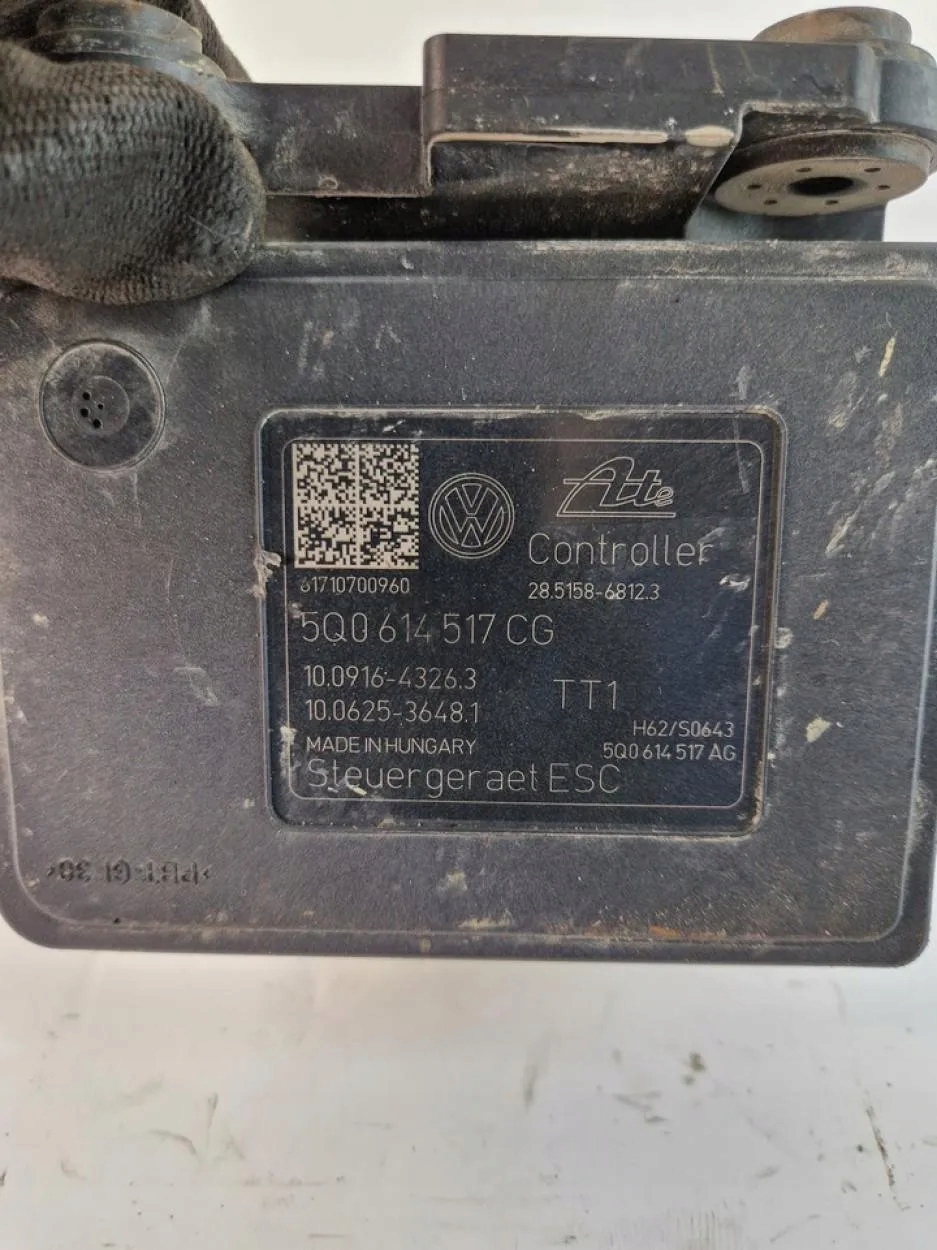 Ate
Controller
61710700960
28.5158-6812.3
5Q0 614 517 CG
10.0916-4326.3
10.0625-3648.1
TT1
H62/S0643
MADE IN HUNGARY
5Q0 614 517 AG
Steuergeraet ESC